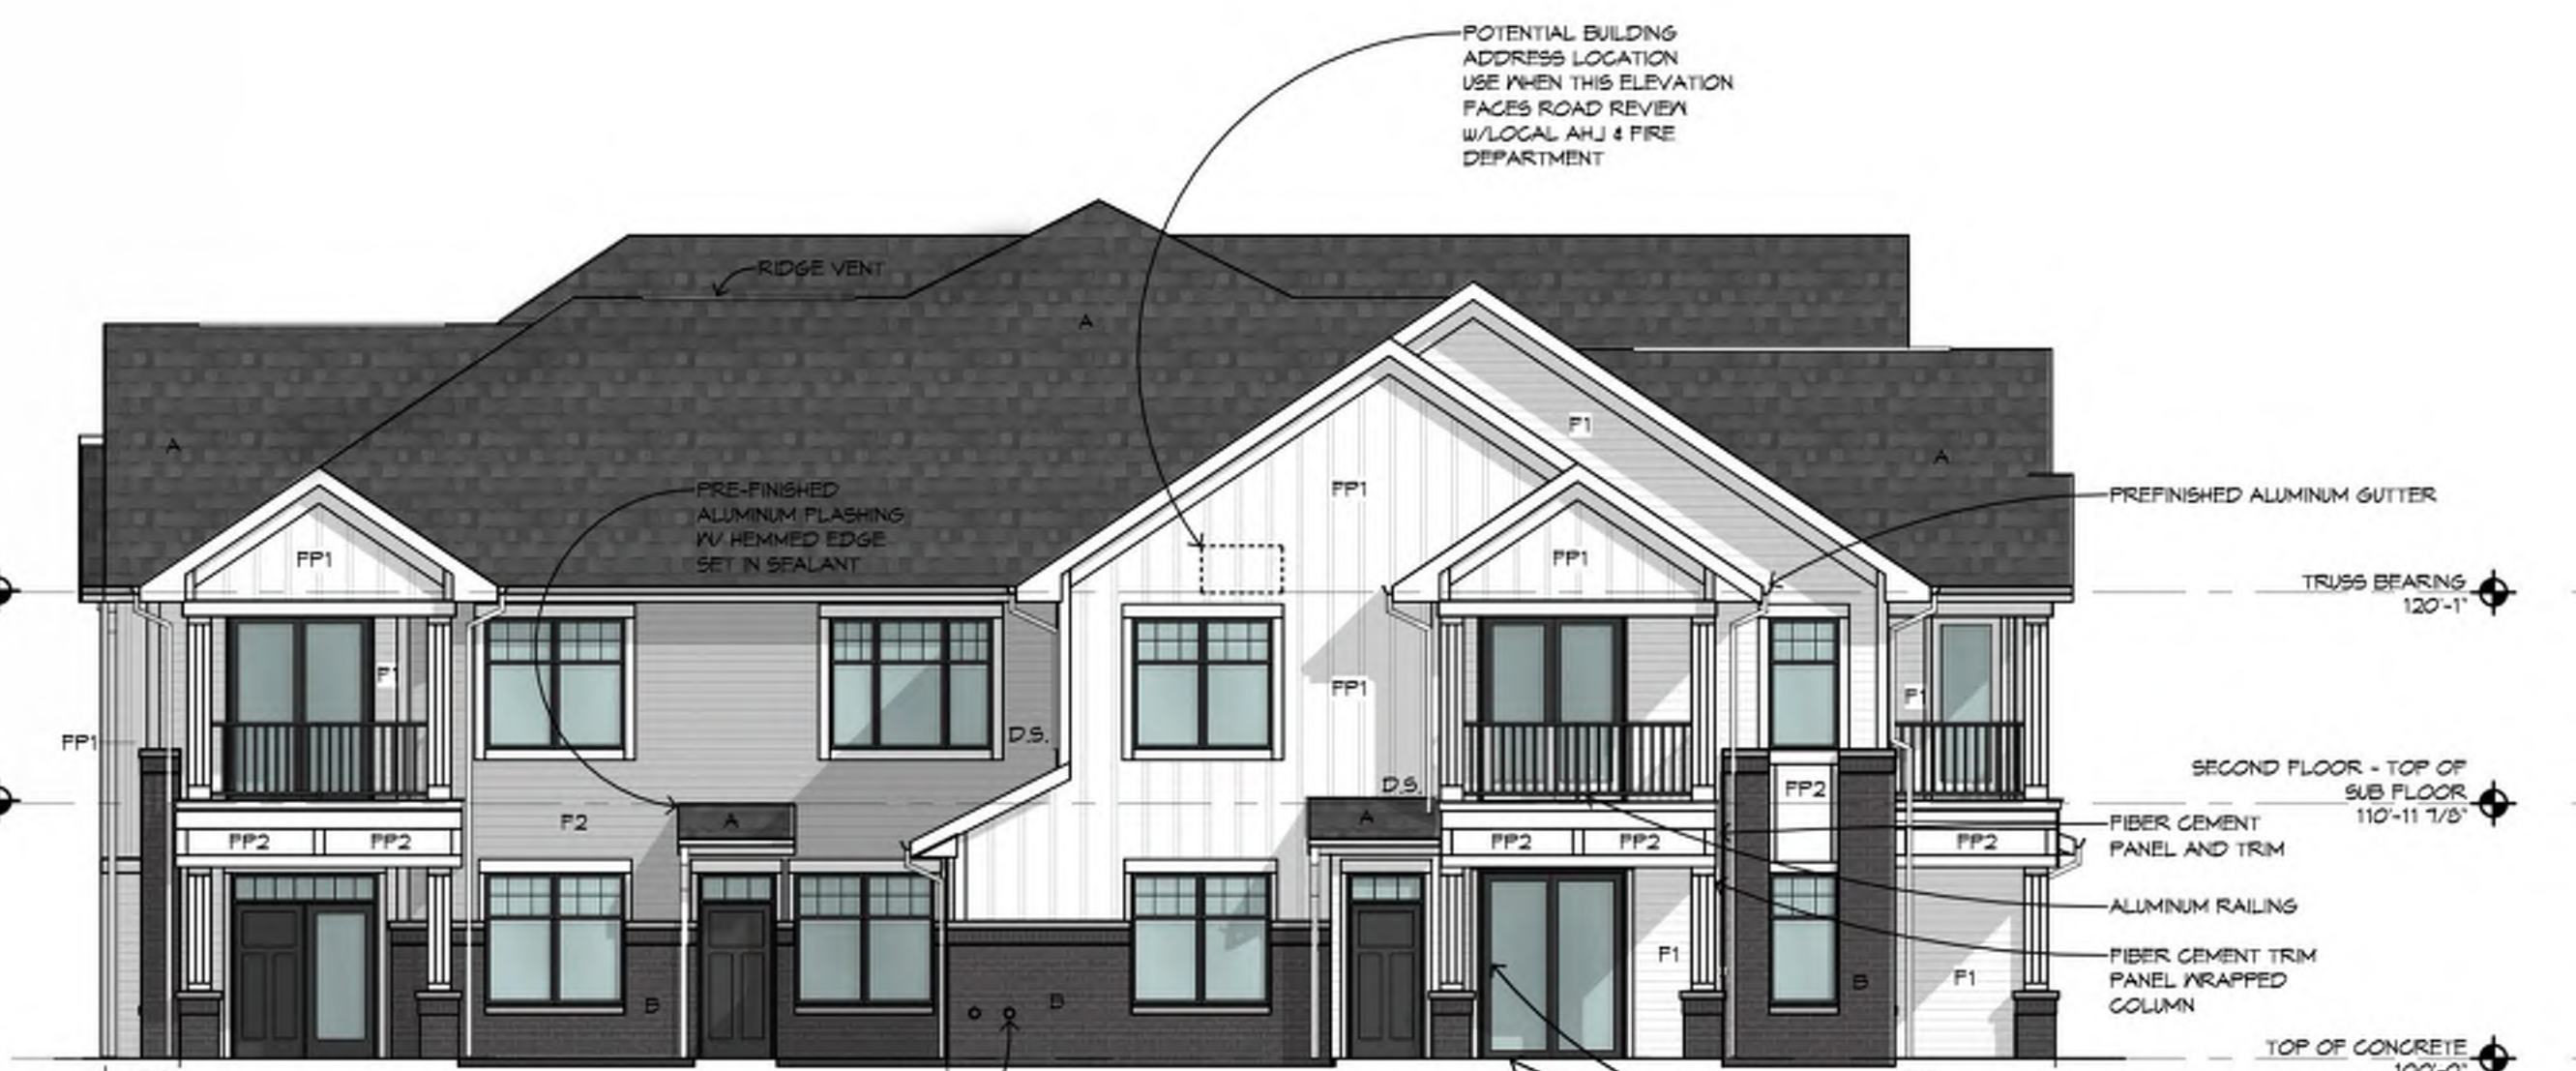 POTENTIAL BUILDING
ADDRESS LOCATION
USE WHEN THIS ELEVATION
FACES ROAD REVIEW
W/LOCAL AHJ & FIRE
DEPARTMENT
RIDGE VENT
A
A
F1
A
PRE-FINISHED
ALUMINUM FLASHING
W/ HEMMED EDGE
SET IN SEALANT
FP1
PREFINISHED ALUMINUM GUTTER
FP1
FP1
TRUSS BEARING
120'-1"
F1
FP1
F1
FP1
D.S.
D.S.
SECOND FLOOR - TOP OF
SUB FLOOR
110'-11 7/8"
FP2
F2
A
A
FIBER CEMENT
PANEL AND TRIM
FP2
FP2
FP2
FP2
FP2
ALUMINUM RAILING
F1
FIBER CEMENT TRIM
PANEL WRAPPED
COLUMN
F1
B
B
B
TOP OF CONCRETE
100'-0"